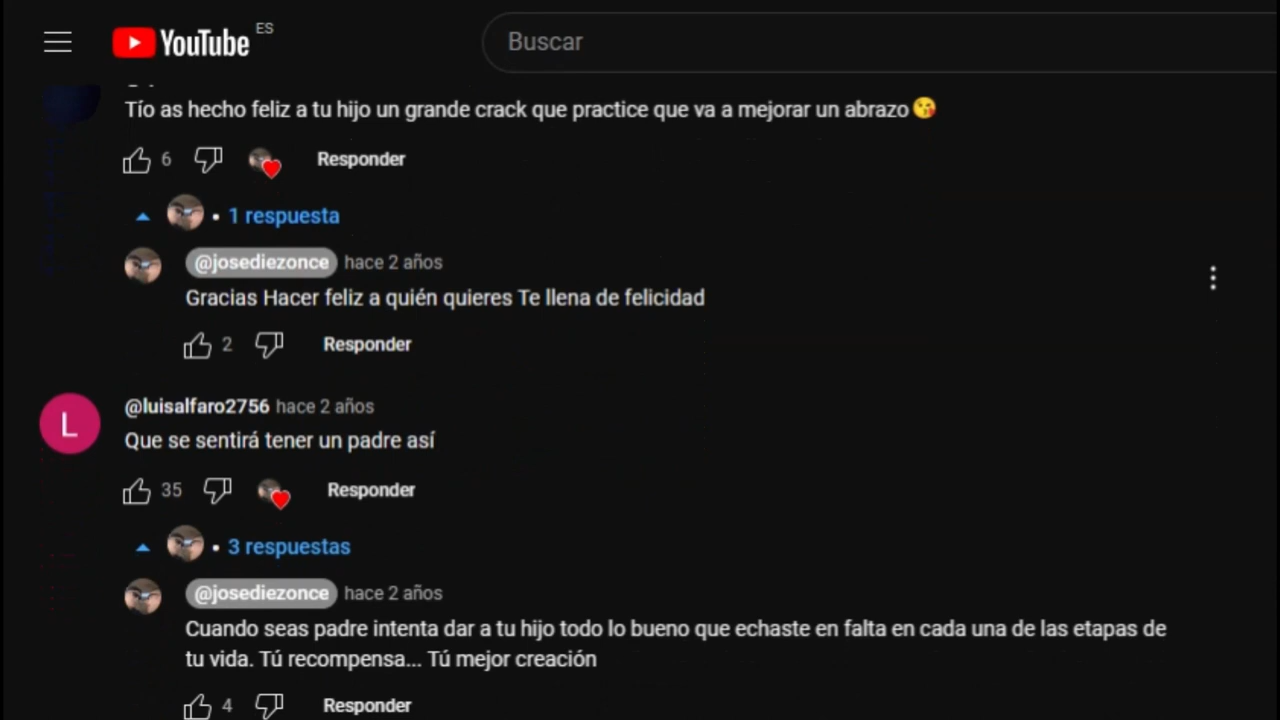 YouTube ES
Buscar
Tío as hecho feliz a tu hijo un grande crack que practice que va a mejorar un abrazo😘
6 Responder
• 1 respuesta
@josediezonce hace 2 años
Gracias Hacer feliz a quién quieres Te llena de felicidad
2 Responder
L
@luisalfaro2756 hace 2 años
Que se sentirá tener un padre así
35 Responder
• 3 respuestas
@josediezonce hace 2 años
Cuando seas padre intenta dar a tu hijo todo lo bueno que echaste en falta en cada una de las etapas de
tu vida. Tú recompensa... Tú mejor creación
4 Responder